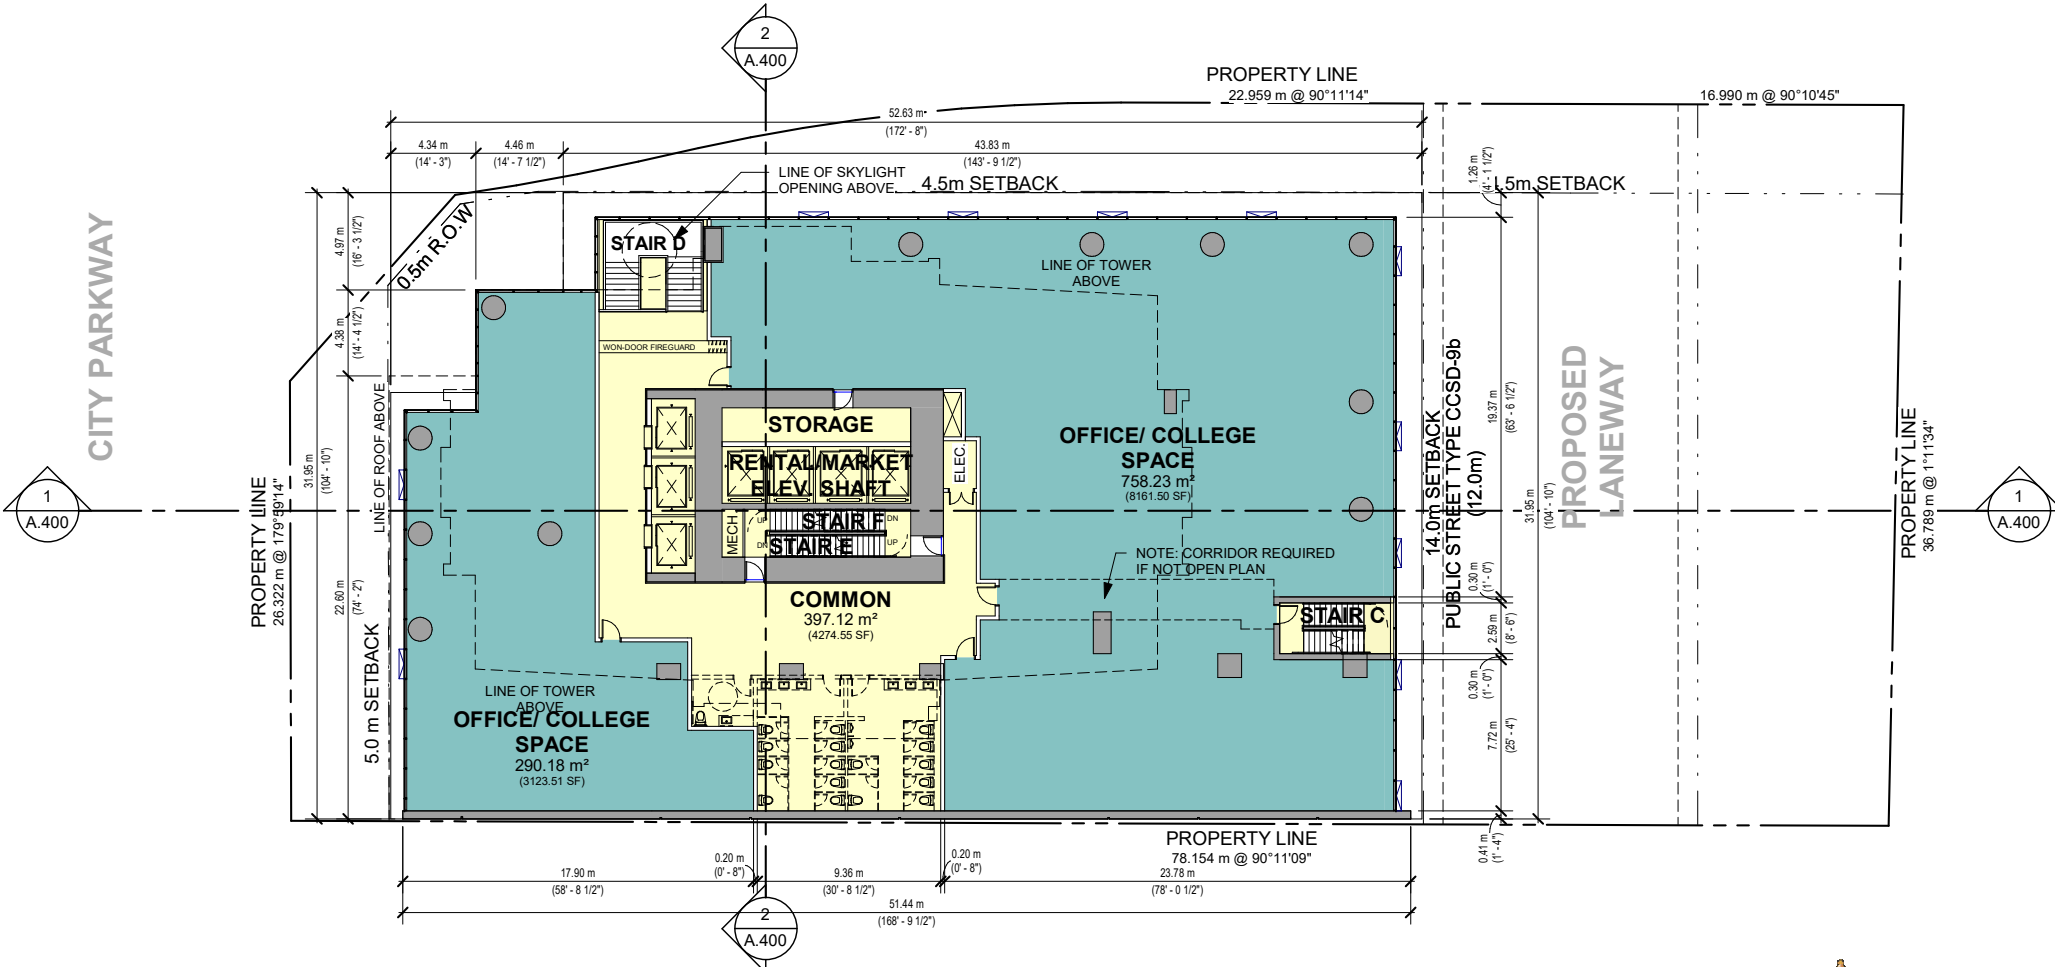 2
A.400
PROPERTY LINE
22.959 m @ 90°11'14"
16.990 m @ 90°10'45"
52.63 m
(172' - 8")
4.34 m
(14' - 3")
4.46 m
(14' - 7 1/2")
43.83 m
(143' - 9 1/2")
LINE OF SKYLIGHT
OPENING ABOVE
4.5m SETBACK
1.26 m
(4' - 1 1/2")
.5m SETBACK
CITY PARKWAY
0.5m R.O.W
4.97 m
(16' - 3 1/2")
4.38 m
(14' - 4 1/2")
31.95 m
(104' - 10")
22.60 m
(74' - 2")
LINE OF ROOF ABOVE
5.0 m SETBACK
PROPERTY LINE
26.322 m @ 179°59'14"
1
A.400
STAIR D
WON-DOOR FIREGUARD
LINE OF TOWER
ABOVE
STORAGE
RENTAL/MARKET
ELEV. SHAFT
ELEC.
MECH
UP
DN
STAIR F
DN
UP
STAIR E
OFFICE/ COLLEGE
SPACE
758.23 m²
(8161.50 SF)
NOTE: CORRIDOR REQUIRED
IF NOT OPEN PLAN
COMMON
397.12 m²
(4274.55 SF)
STAIR C
LINE OF TOWER
ABOVE
OFFICE/ COLLEGE
SPACE
290.18 m²
(3123.51 SF)
14.0m SETBACK
PUBLIC STREET TYPE CCSD-9b
(12.0m)
19.37 m
(63' - 6 1/2")
0.30 m
(1' - 0")
2.59 m
(8' - 6")
0.30 m
(1' - 0")
7.72 m
(25' - 4")
0.41 m
(1' - 4")
31.95 m
(104' - 10")
PROPOSED
LANEWAY
PROPERTY LINE
36.789 m @ 1°11'34"
1
A.400
PROPERTY LINE
78.154 m @ 90°11'09"
17.90 m
(58' - 8 1/2")
0.20 m
(0' - 8")
9.36 m
(30' - 8 1/2")
0.20 m
(0' - 8")
23.78 m
(78' - 0 1/2")
51.44 m
(168' - 9 1/2")
2
A.400